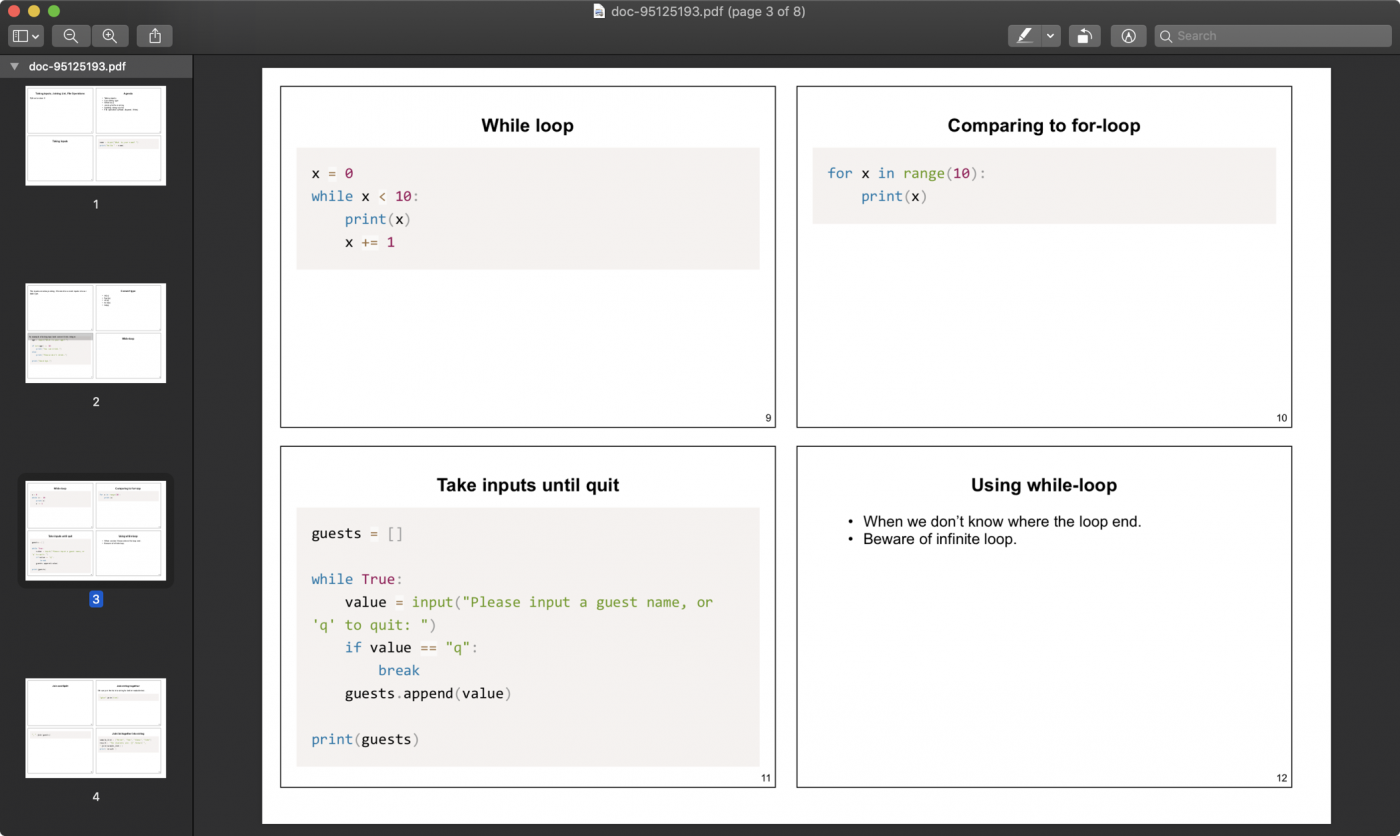 doc-95125193.pdf (page 3 of 8)
Search
doc-95125193.pdf
1
2
3
4
While loop
x = 0
while x < 10:
    print(x)
    x += 1
9
Comparing to for-loop
for x in range(10):
    print(x)
10
Take inputs until quit
guests = []
while True:
    value = input("Please input a guest name, or
'q' to quit: ")
    if value == "q":
        break
    guests.append(value)
print(guests)
11
Using while-loop
• When we don’t know where the loop end.
• Beware of infinite loop.
12